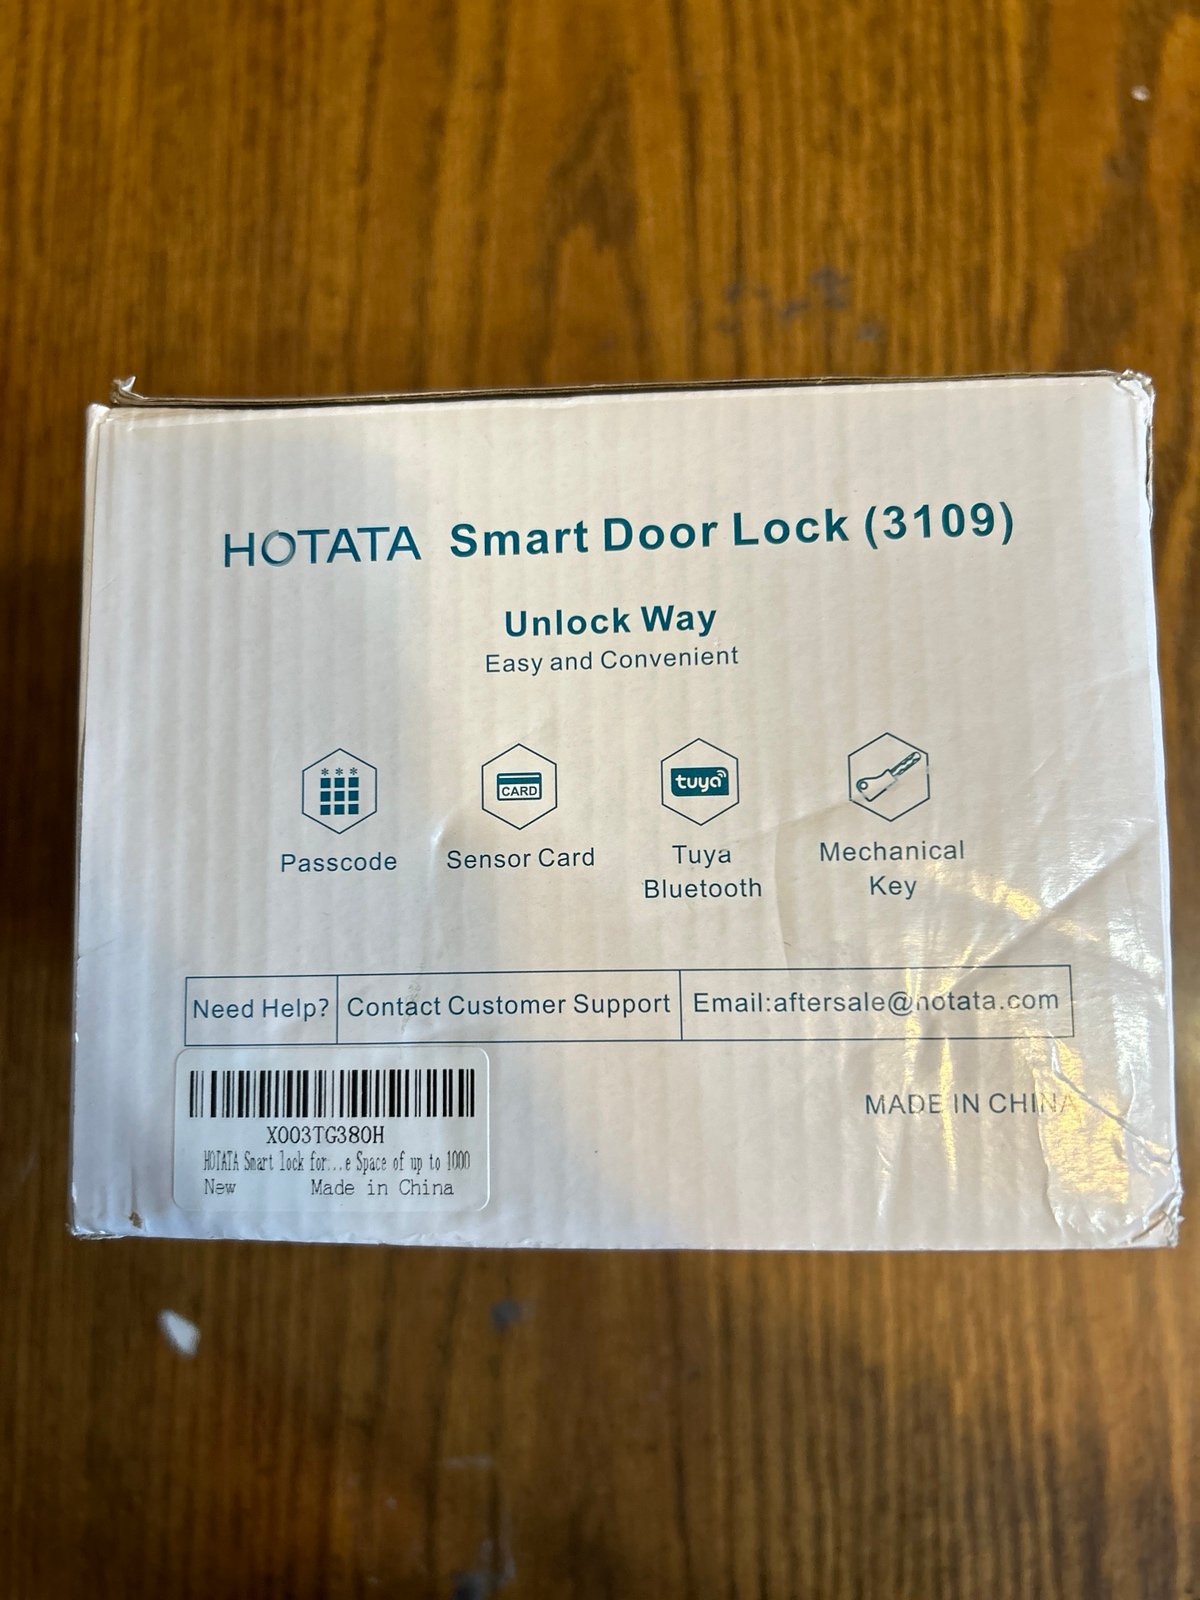 HOTATA Smart Door Lock (3109)
Unlock Way
Easy and Convenient
***
CARD
tuya
Passcode
Sensor Card
Tuya
Bluetooth
Mechanical
Key
Need Help? Contact Customer Support Email:aftersale@hotata.com
MADE IN CHINA
X003TG380H
HOTATA Smart lock for...e Space of up to 1000
New Made in China